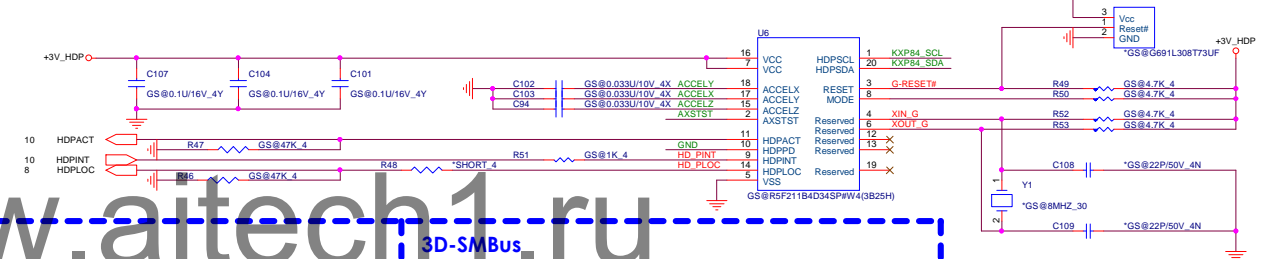 3 Vcc
1 Reset#
2 GND
*GS@G691L308T73UF
+3V_HDP
U6
+3V_HDP
16 VCC HDPSCL 1 KXP84_SCL
7 VCC HDPSDA 20 KXP84_SDA
C107 C104 C101
GS@0.1U/16V_4Y GS@0.1U/16V_4Y GS@0.1U/16V_4Y
C102 GS@0.033U/10V_4X ACCELY 18 ACCELX RESET 3 G-RESET# R49 GS@4.7K_4
C103 GS@0.033U/10V_4X ACCELX 17 ACCELY MODE 8 R50 GS@4.7K_4
C94 GS@0.033U/10V_4X ACCELZ 15 ACCELZ
AXSTST 2 AXSTST Reserved 4 XIN_G R52 GS@4.7K_4
Reserved 6 XOUT_G R53 GS@4.7K_4
10 HDPACT 11 HDPACT Reserved 12
R47 GS@47K_4 GND 10 HDPPD Reserved 13
10 HDPINT R51 GS@1K_4 HD_PINT 9 HDPINT
8 HDPLOC R48 *SHORT_4 HD_PLOC 14 HDPLOC Reserved 19
R46 GS@47K_4 5 VSS
GS@R5F211B4D34SP#W4(3B25H)
C108 *GS@22P/50V_4N
1 Y1
*GS@8MHZ_30
2
C109 *GS@22P/50V_4N
w.aitech1.ru
3D-SMBus